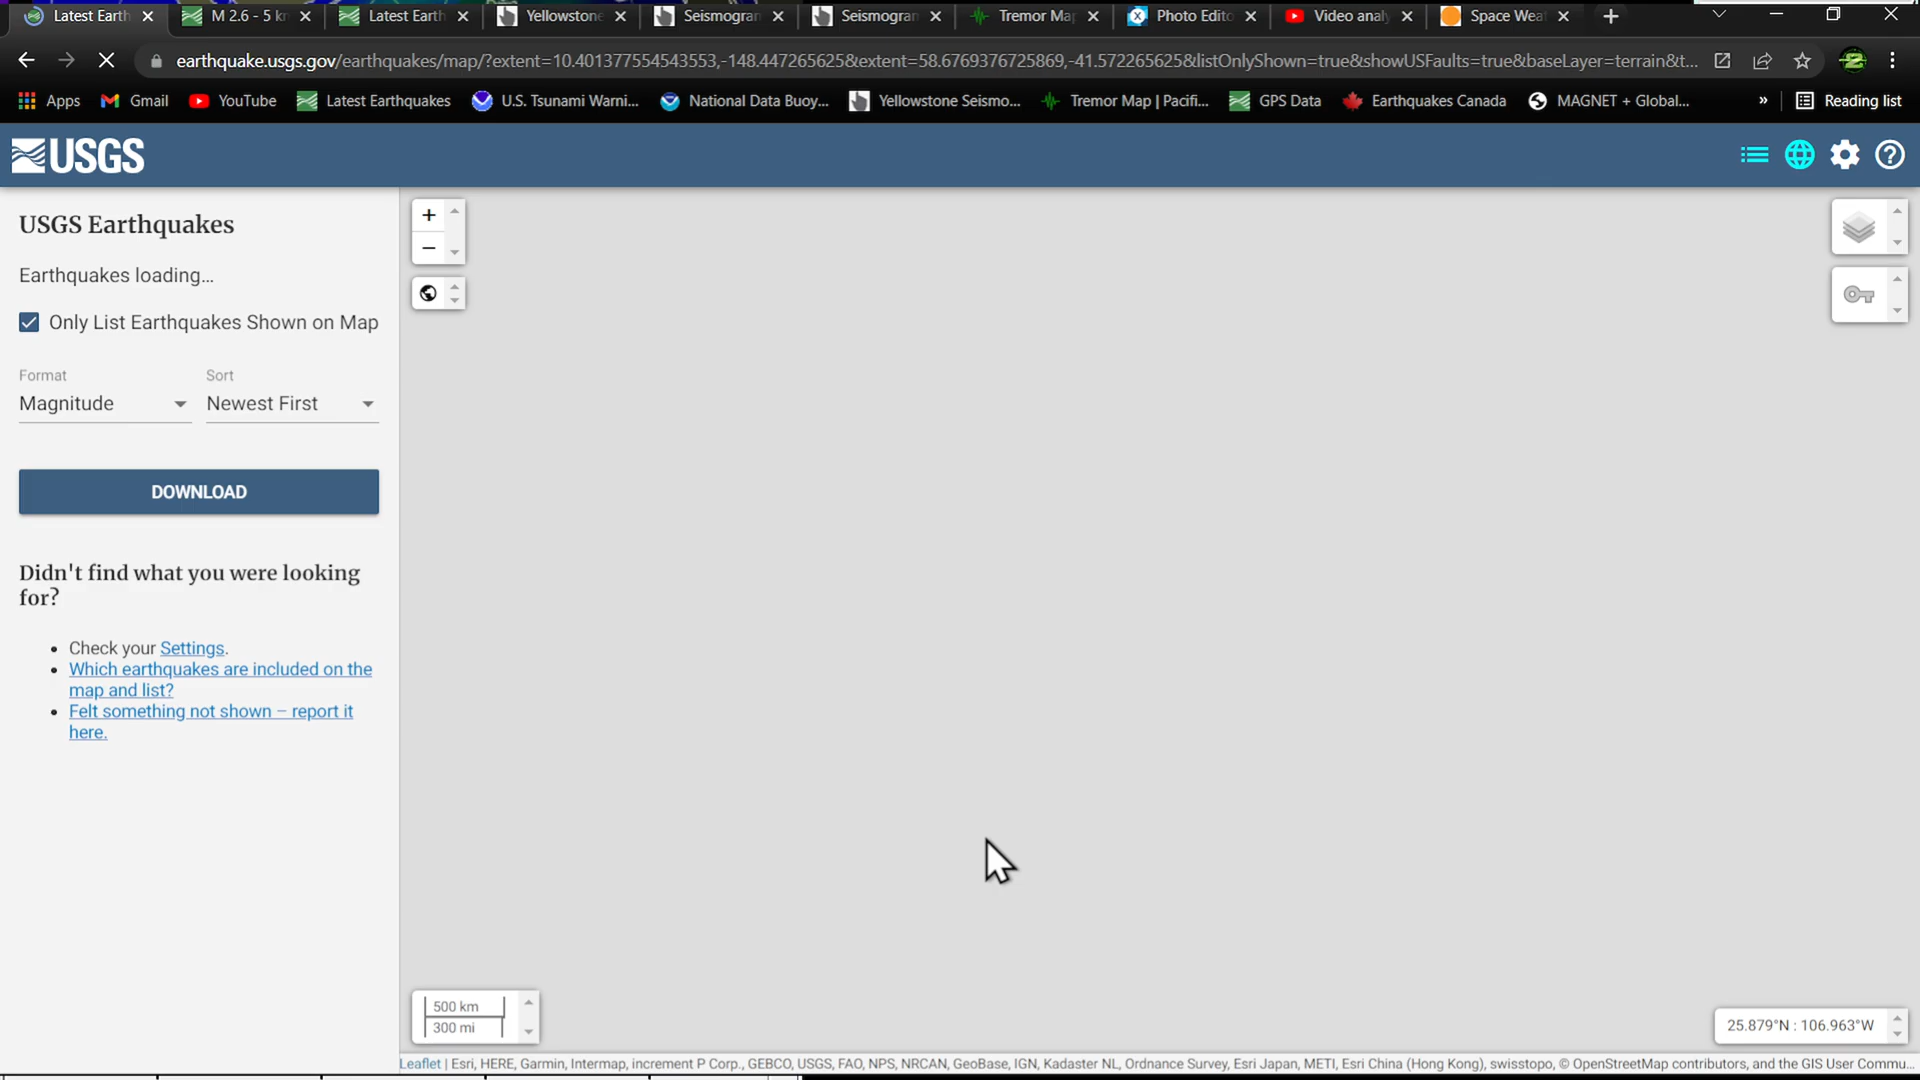 Latest Earth
M 2.6 - 5 km
Latest Earth
Yellowstone
Seismogram
Seismogram
Tremor Map
Photo Edito
Video analy
Space Weat
earthquake.usgs.gov/earthquakes/map/?extent=10.401377554543553,-148.447265625&extent=58.6769376725869,-41.572265625&listOnlyShown=true&showUSFaults=true&baseLayer=terrain&t...
Apps
Gmail
YouTube
Latest Earthquakes
U.S. Tsunami Warni...
National Data Buoy...
Yellowstone Seismo...
Tremor Map | Pacifi...
GPS Data
Earthquakes Canada
MAGNET + Global...
»
Reading list
USGS
USGS Earthquakes
Earthquakes loading...
Only List Earthquakes Shown on Map
Format
Sort
Magnitude
Newest First
DOWNLOAD
Didn't find what you were looking
for?
Check your Settings.
Which earthquakes are included on the
map and list?
Felt something not shown – report it
here.
500 km
300 mi
25.879°N : 106.963°W
Leaflet | Esri, HERE, Garmin, Intermap, increment P Corp., GEBCO, USGS, FAO, NPS, NRCAN, GeoBase, IGN, Kadaster NL, Ordnance Survey, Esri Japan, METI, Esri China (Hong Kong), swisstopo, © OpenStreetMap contributors, and the GIS User Commu...